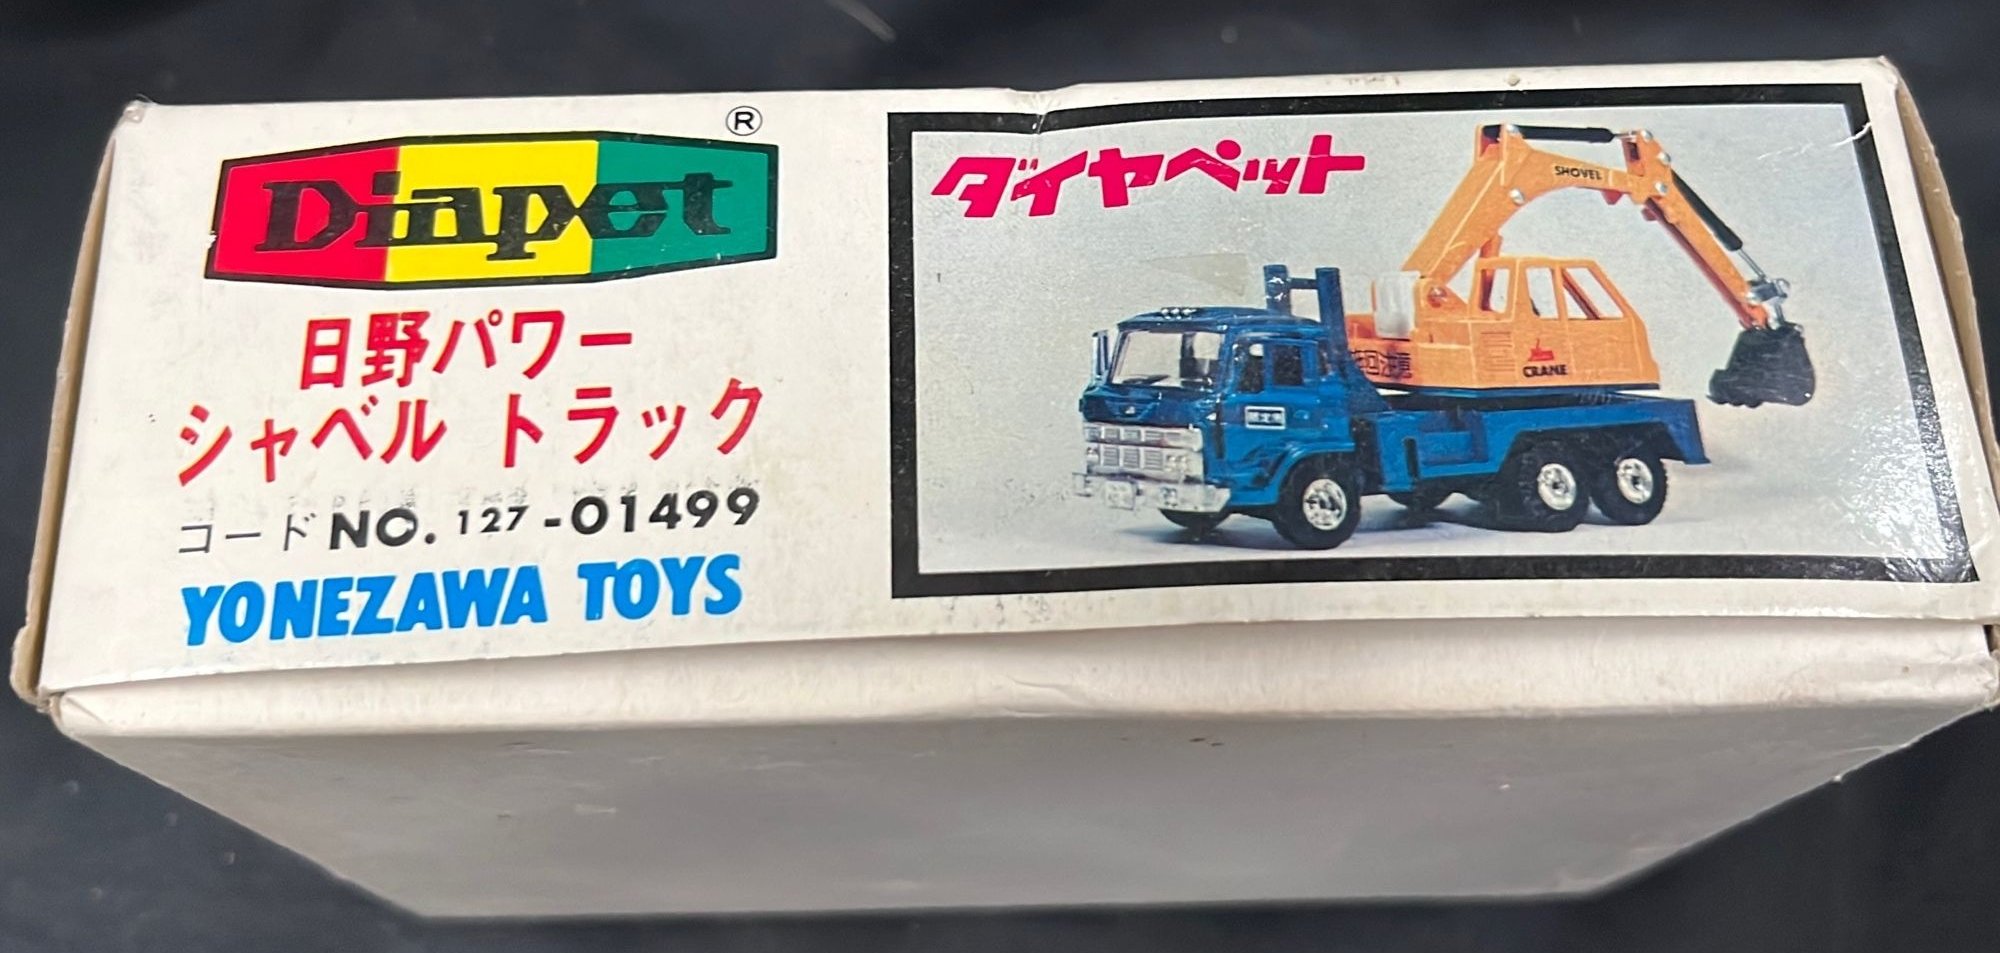 Diapet ®
日野パワー
シャベル トラック
コードNO. 127-01499
YONEZAWA TOYS
ダイヤペット
SHOVEL
CRANE